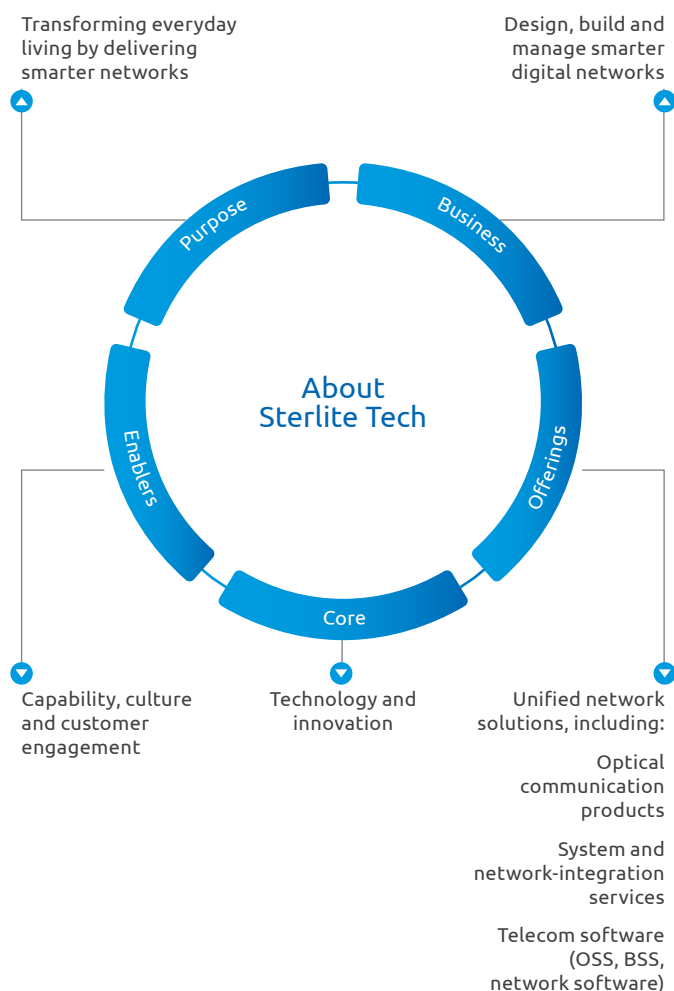 Transforming everyday
living by delivering
smarter networks
Design, build and
manage smarter
digital networks
Purpose
Business
About
Sterlite Tech
Enablers
Offerings
Core
Capability, culture
and customer
engagement
Technology and
innovation
Unified network
solutions, including:
Optical
communication
products
System and
network-integration
services
Telecom software
(OSS, BSS,
network software)